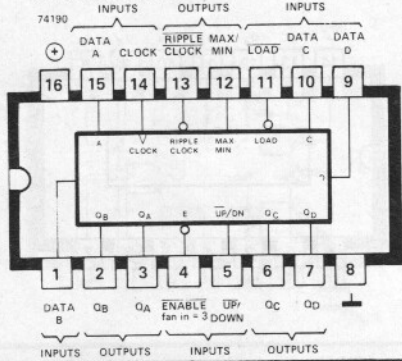 74190
INPUTS OUTPUTS INPUTS
DATA A CLOCK RIPPLE CLOCK MAX/ MIN LOAD DATA C DATA D
16 15 14 13 12 11 10 9
A CLOCK RIPPLE CLOCK MAX MIN LOAD C
QB QA E UP/DN QC QD
1 2 3 4 5 6 7 8
DATA B QB QA ENABLE fan in = 3 UP/ DOWN QC QD
INPUTS OUTPUTS INPUTS OUTPUTS